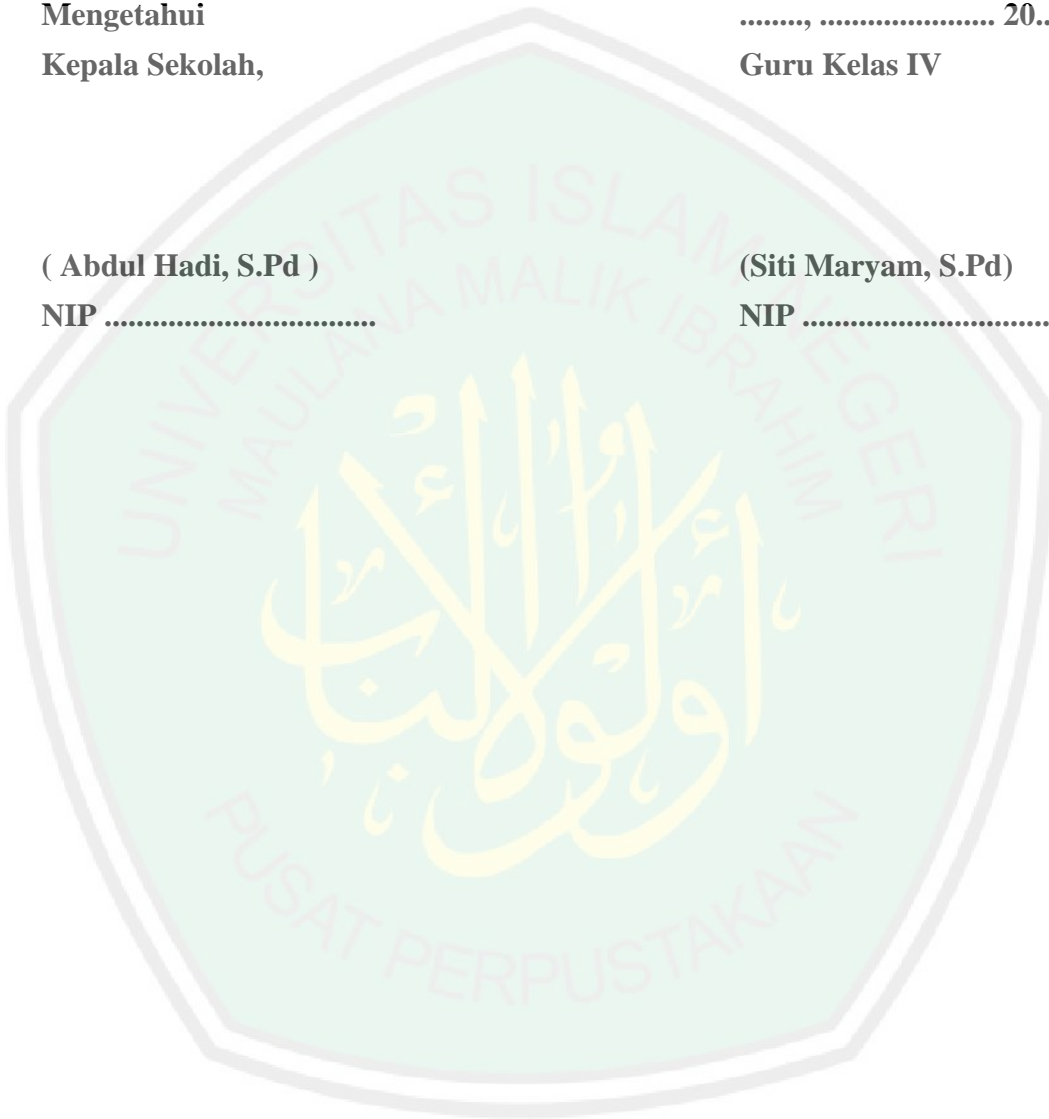 Mengetahui
Kepala Sekolah,
( Abdul Hadi, S.Pd )
NIP ..................................
........, ...................... 20..
Guru Kelas IV
(Siti Maryam, S.Pd)
NIP ...............................
UNIVERSITAS ISLAM NEGERI
MAULANA MALIK IBRAHIM
أولوا الألباب
PUSAT PERPUSTAKAAN